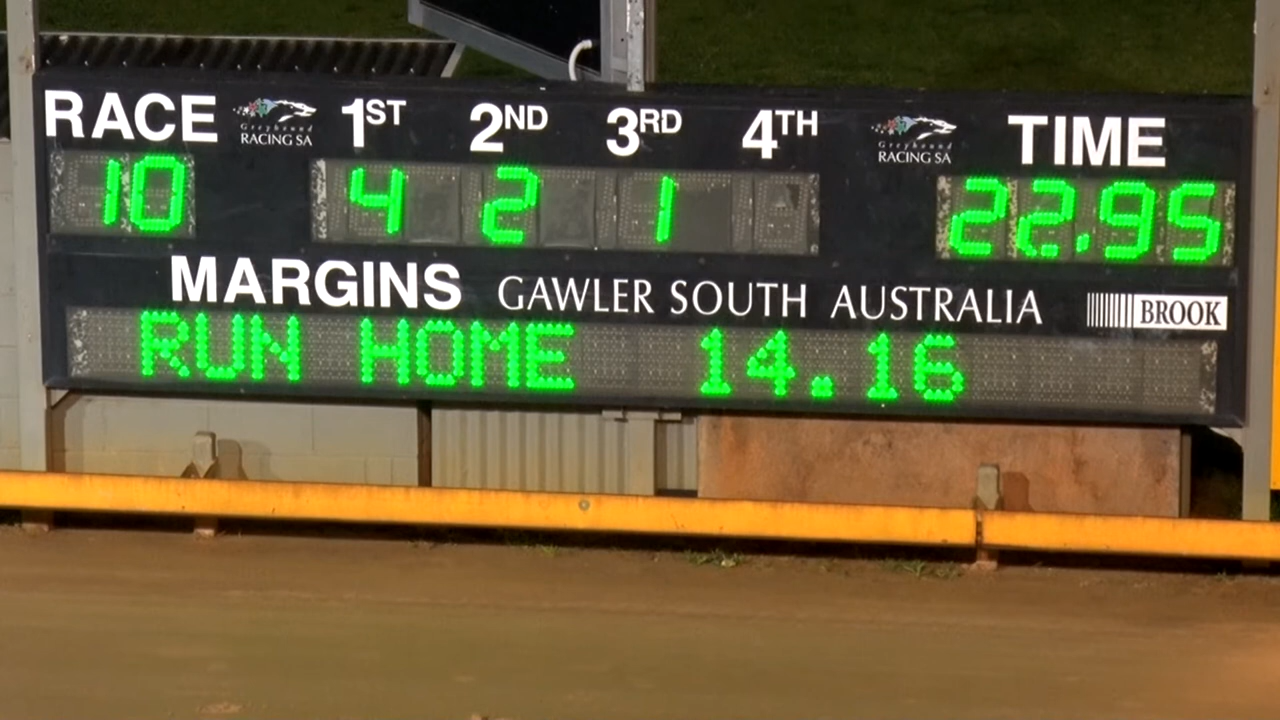 RACE Greyhound RACING SA 1ST 2ND 3RD 4TH Greyhound RACING SA TIME
10 4 2 1 22.95
MARGINS GAWLER SOUTH AUSTRALIA BROOK
RUN HOME 14.16